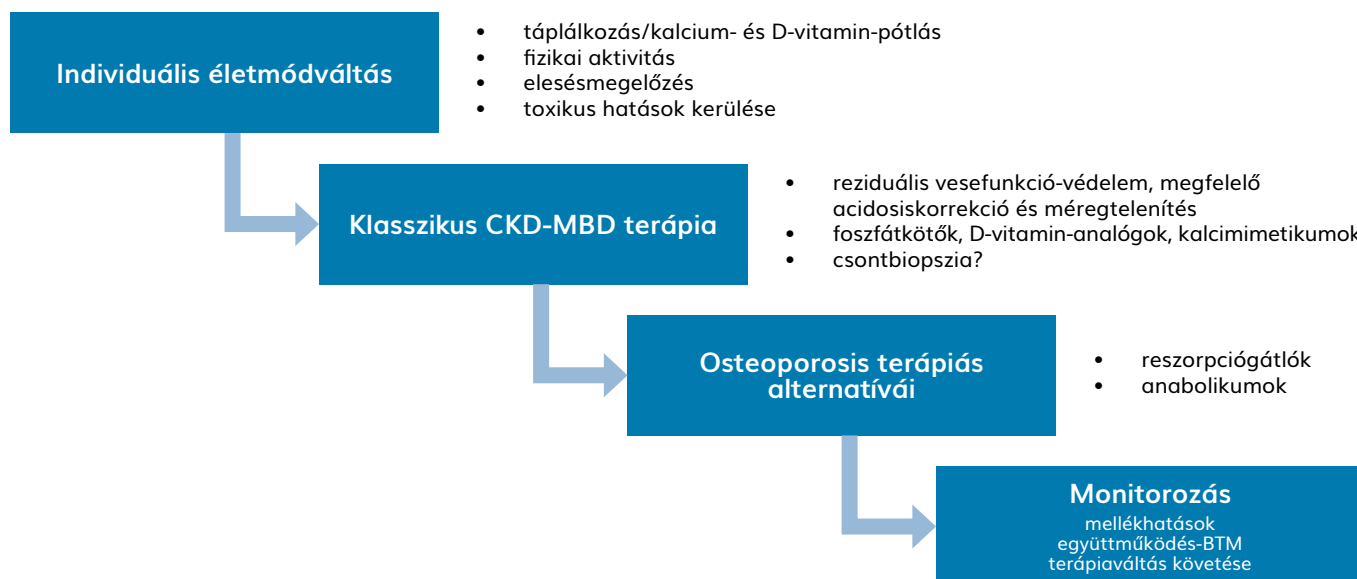 Individuális életmódváltás
• táplálkozás/kalcium- és D-vitamin-pótlás
• fizikai aktivitás
• elesésmegelőzés
• toxikus hatások kerülése
Klasszikus CKD-MBD terápia
• reziduális vesefunkció-védelem, megfelelő
acidosiskorrekció és méregtelenítés
• foszfátkötők, D-vitamin-analógok, kalcimimetikumok
• csontbiopszia?
Osteoporosis terápiás
alternatívái
• reszorpciógátlók
• anabolikumok
Monitorozás
mellékhatások
együttműködés-BTM
terápiaváltás követése